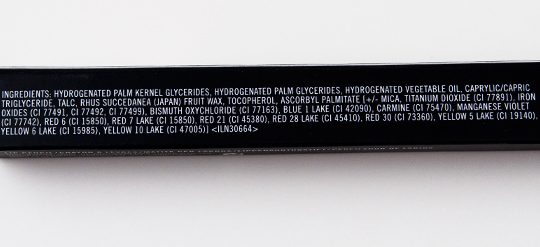 INGREDIENTS: HYDROGENATED PALM KERNEL GLYCERIDES, HYDROGENATED PALM GLYCERIDES, HYDROGENATED VEGETABLE OIL, CAPRYLIC/CAPRIC
TRIGLYCERIDE, TALC, RHUS SUCCEDANEA (JAPAN) FRUIT WAX, TOCOPHEROL, ASCORBYL PALMITATE [+/- MICA, TITANIUM DIOXIDE (CI 77891), IRON
OXIDES (CI 77491, CI 77492, CI 77499), BISMUTH OXYCHLORIDE (CI 77163), BLUE 1 LAKE (CI 42090), CARMINE (CI 75470), MANGANESE VIOLET
(CI 77742), RED 6 (CI 15850), RED 7 LAKE (CI 15850), RED 21 (CI 45380), RED 28 LAKE (CI 45410), RED 30 (CI 73360), YELLOW 5 LAKE (CI 19140),
YELLOW 6 LAKE (CI 15985), YELLOW 10 LAKE (CI 47005)] <ILN30664>